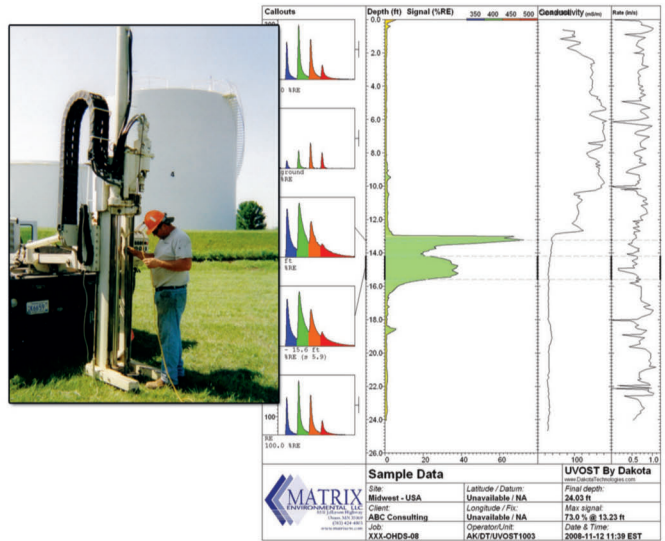 Callouts
Depth (ft) Signal (%RE) 350 400 450 500 Conductivity (mS/m) Rate (in/s)
0 %RE
ground
%RE
ft
%RE
- 15.6 ft
%RE (± 5.9)
100
RE
100.0 %RE
0.0
2.0
4.0
6.0
8.0
10.0
12.0
14.0
16.0
18.0
20.0
22.0
24.0
26.0
0 20 40 60 100 0.5 1.0
4
MATRIX
ENVIRONMENTAL LLC
Sample Data
UVOST By Dakota
www.DakotaTechnologies.com
Site:
Midwest - USA
Latitude / Datum:
Unavailable / NA
Final depth:
24.03 ft
Client:
ABC Consulting
Longitude / Fix:
Unavailable / NA
Max signal:
73.0 % @ 13.23 ft
Job:
XXX-OHDS-08
Operator/Unit:
AK/DT/UVOST1003
Date & Time:
2008-11-12 11:39 EST